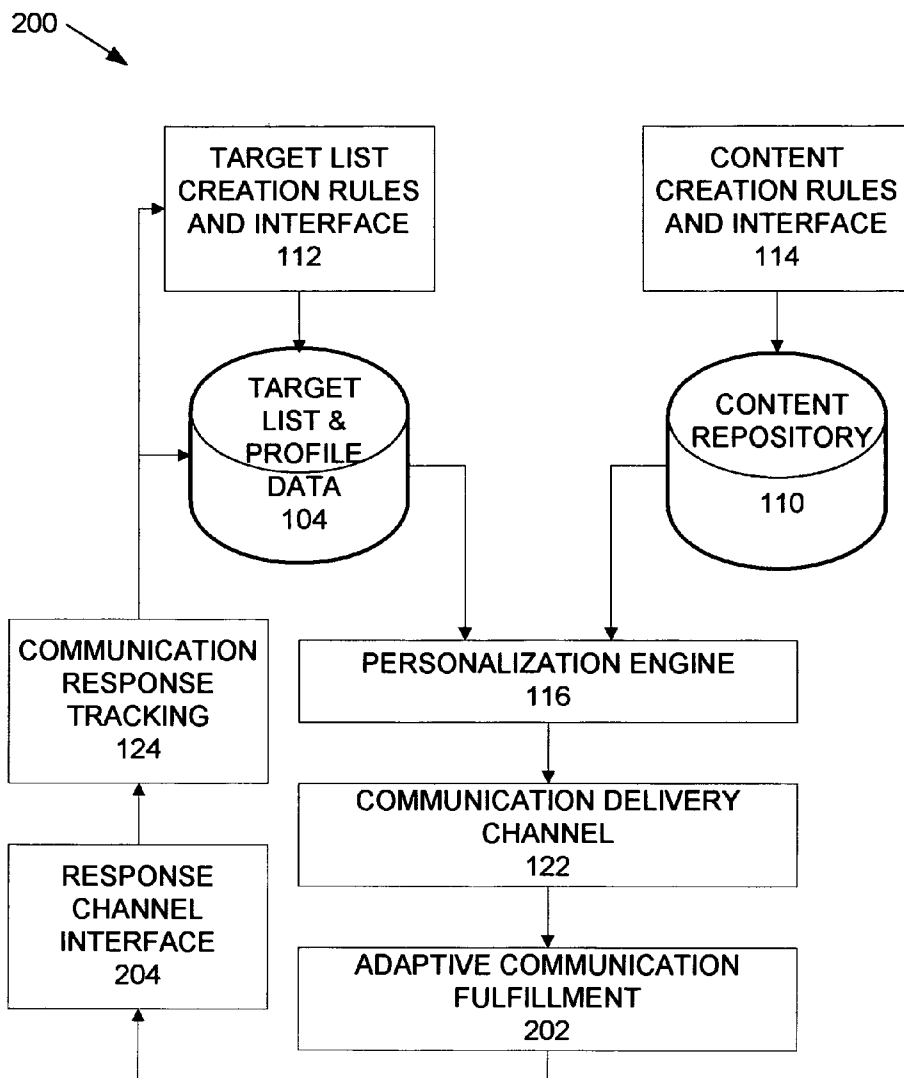 200
TARGET LIST
CREATION RULES
AND INTERFACE
112
CONTENT
CREATION RULES
AND INTERFACE
114
TARGET
LIST &
PROFILE
DATA
104
CONTENT
REPOSITORY
110
COMMUNICATION
RESPONSE
TRACKING
124
PERSONALIZATION ENGINE
116
COMMUNICATION DELIVERY
CHANNEL
122
RESPONSE
CHANNEL
INTERFACE
204
ADAPTIVE COMMUNICATION
FULFILLMENT
202